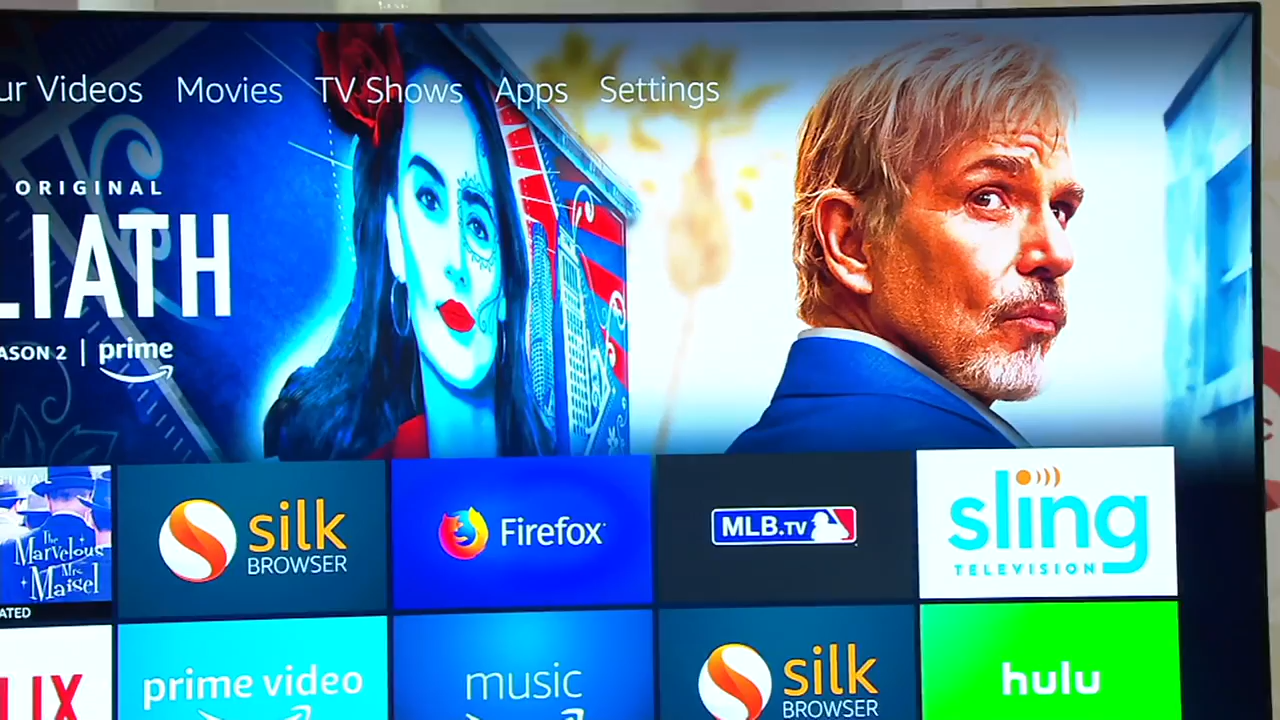 ur Videos Movies TV Shows Apps Settings
ORIGINAL
LIATH
ASON 2 | prime
The
Marvelous
Mrs.
Maisel
silk
BROWSER
Firefox
MLB.TV
sling
TELEVISION
ATED
LIX
prime video
music
silk
BROWSER
hulu